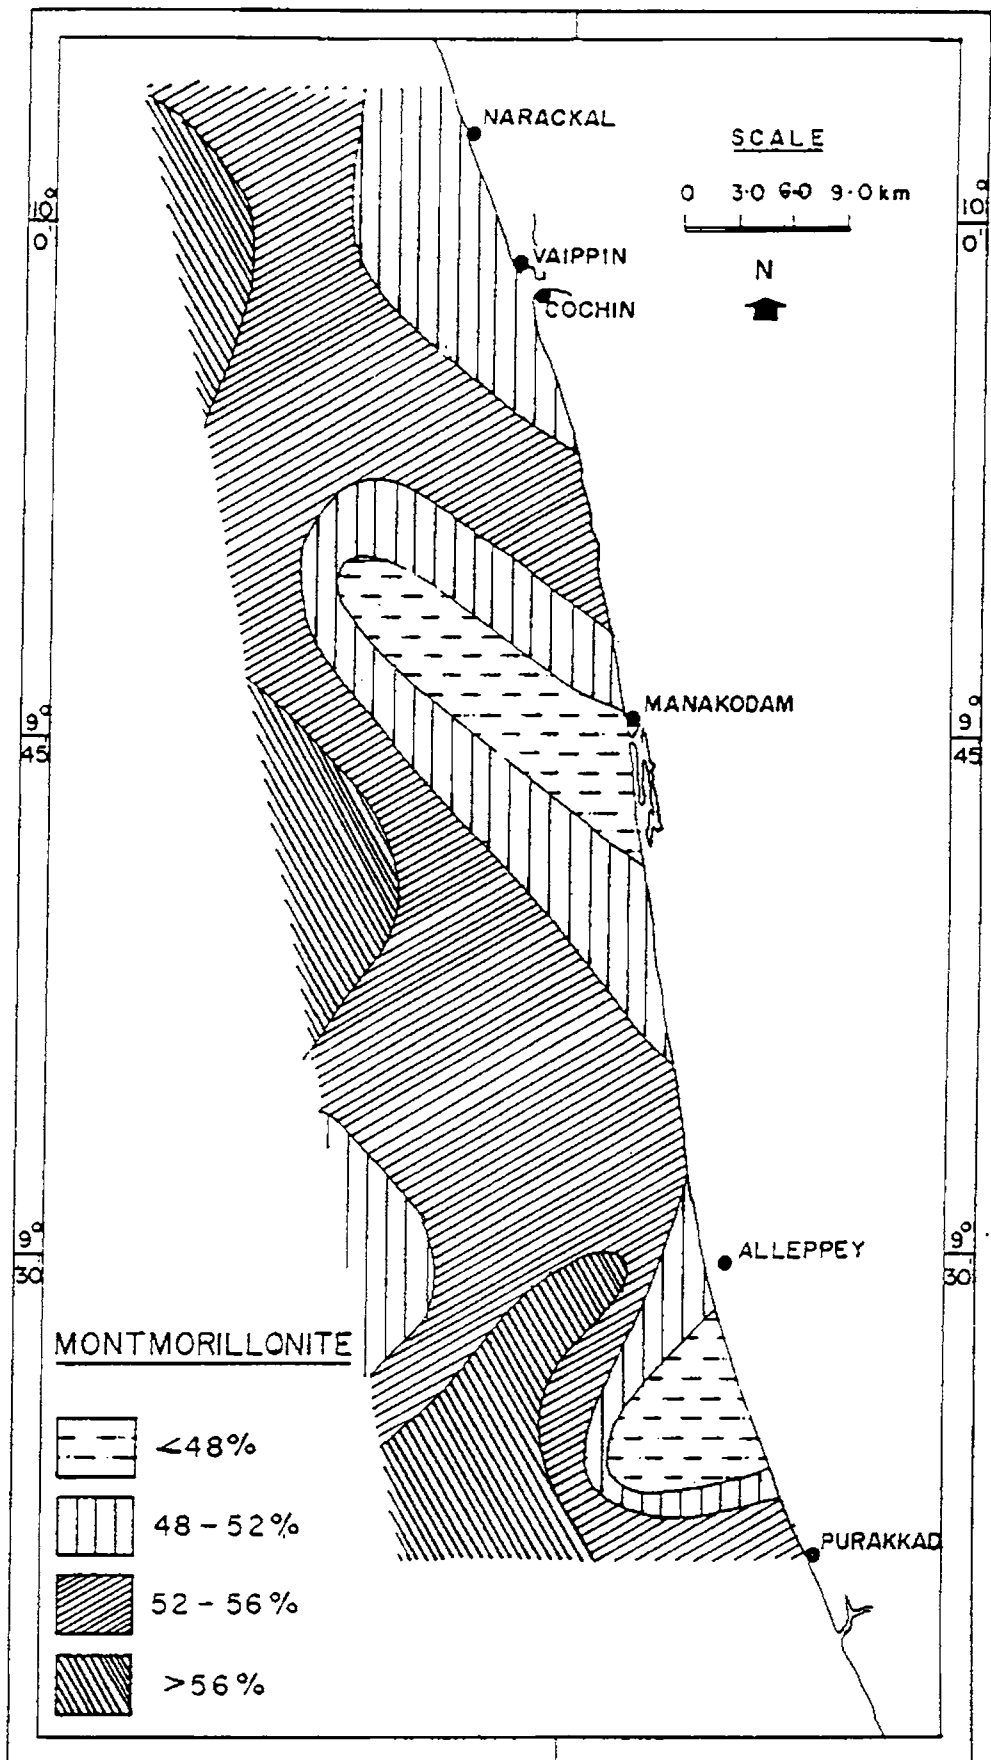 NARACKAL
SCALE
0 3·0 6·0 9·0 km
10°
0'
10°
0'
VAIPPIN
N
COCHIN
MANAKODAM
9°
45'
9°
45
ALLEPPEY
9°
30'
9°
30'
MONTMORILLONITE
<48%
48-52%
52-56%
>56%
PURAKKAD